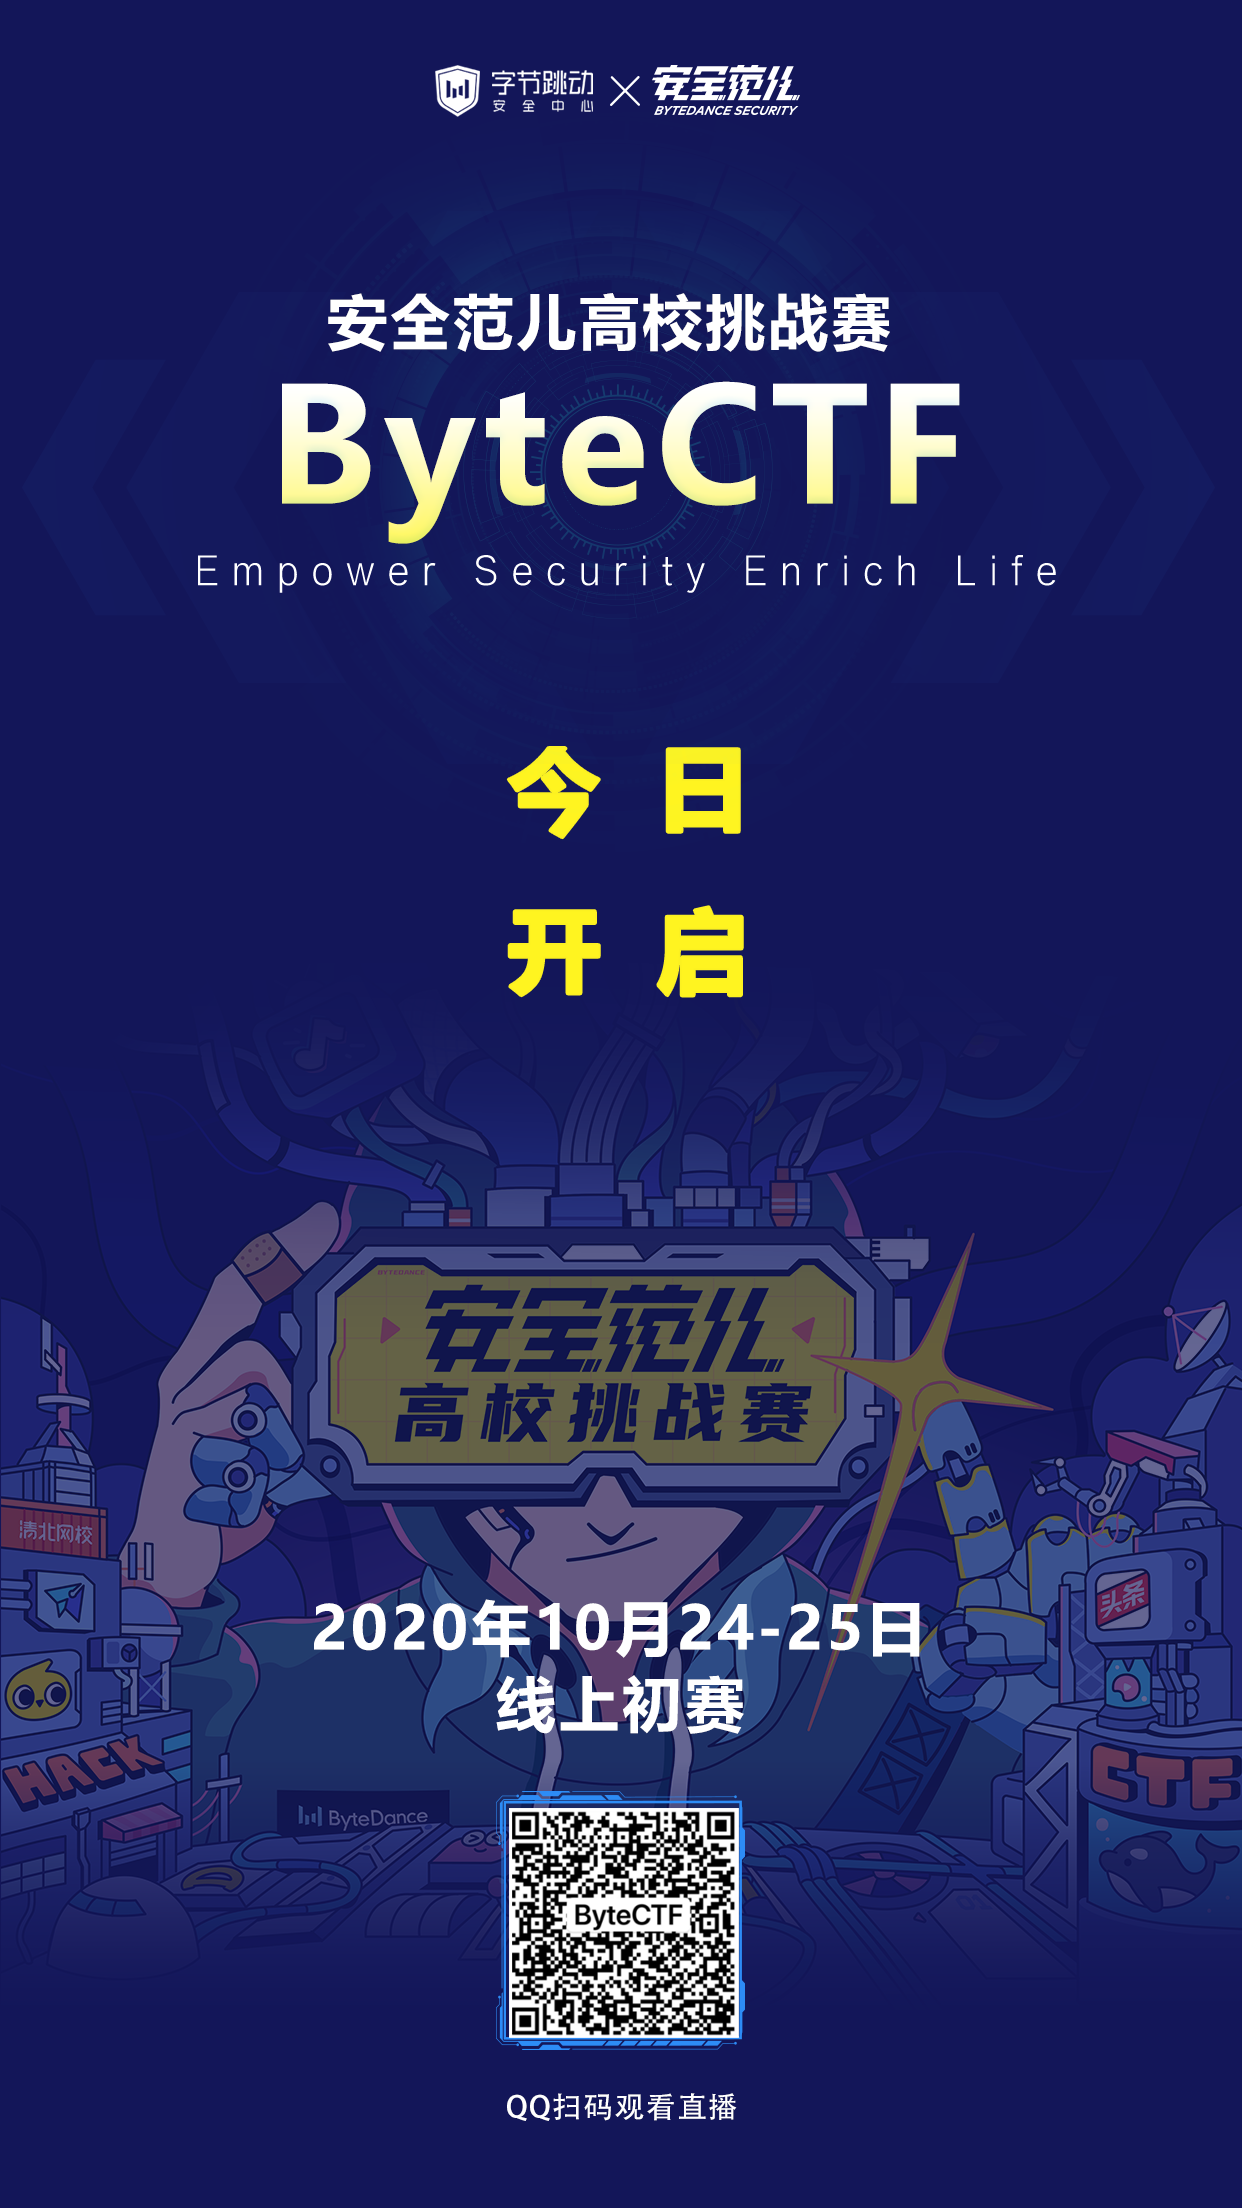 字节跳动
安全中心
安全范儿
BYTEDANCE SECURITY
安全范儿高校挑战赛
ByteCTF
Empower Security Enrich Life
今日
开启
BYTEDANCE
安全范儿
高校挑战赛
清北网校
头条
2020年10月24-25日
线上初赛
HACK
CTF
ByteDance
ByteCTF
QQ扫码观看直播